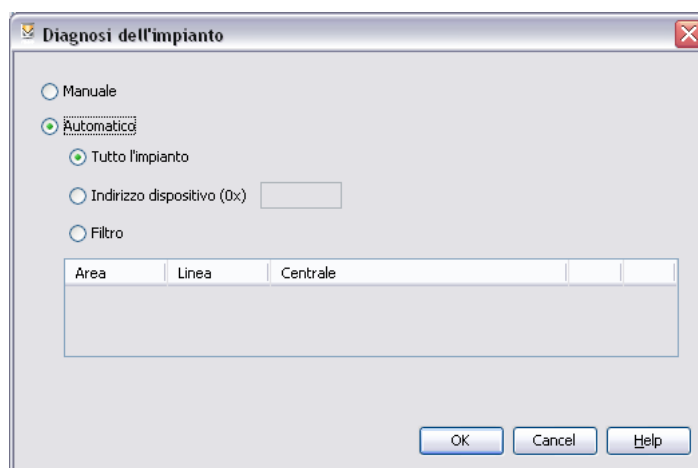 Diagnosi dell'impianto
Manuale
Automatico
Tutto l'impianto
Indirizzo dispositivo (0x)
Filtro
Area Linea Centrale
OK Cancel Help